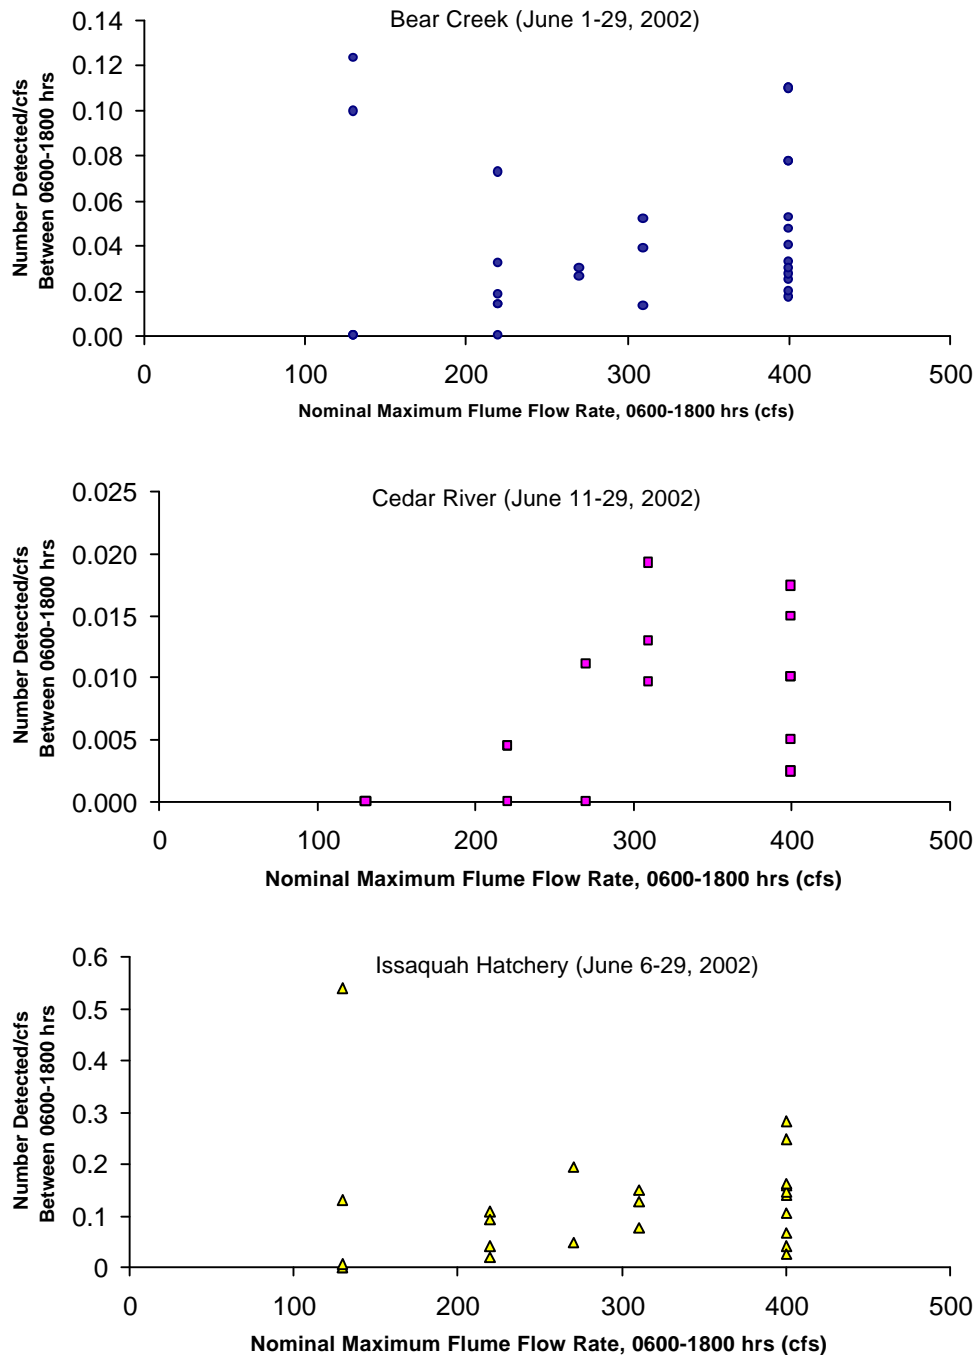 Bear Creek (June 1-29, 2002)
Number Detected/cfs
Between 0600-1800 hrs
0.14
0.12
0.10
0.08
0.06
0.04
0.02
0.00
0 100 200 300 400 500
Nominal Maximum Flume Flow Rate, 0600-1800 hrs (cfs)
Cedar River (June 11-29, 2002)
Number Detected/cfs
Between 0600-1800 hrs
0.025
0.020
0.015
0.010
0.005
0.000
0 100 200 300 400 500
Nominal Maximum Flume Flow Rate, 0600-1800 hrs (cfs)
Issaquah Hatchery (June 6-29, 2002)
Number Detected/cfs
Between 0600-1800 hrs
0.6
0.5
0.4
0.3
0.2
0.1
0
0 100 200 300 400 500
Nominal Maximum Flume Flow Rate, 0600-1800 hrs (cfs)